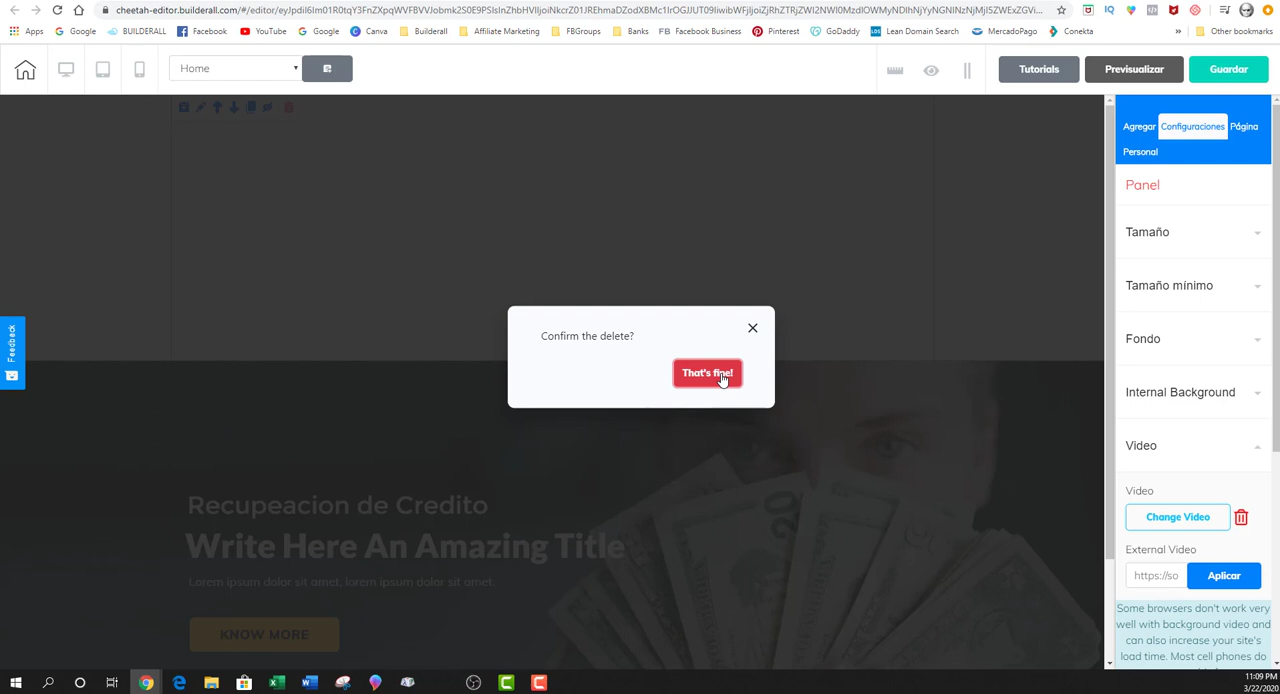 cheetah-editor.builderall.com/#/editor/
Apps Google BUILDERALL Facebook YouTube Google Canva Builderall Affiliate Marketing FBGroups Banks FB Facebook Business Pinterest GoDaddy LDS Lean Domain Search MercadoPago Conekta » Other bookmarks
Home Tutorials Previsualizar Guardar
Agregar Configuraciones Página
Personal
Panel
Tamaño
Tamaño mínimo
Fondo
Internal Background
Video
Video
Change Video
External Video
https://so Aplicar
Some browsers don't work very
well with background video and
can also increase your site's
load time. Most cell phones do
Feedback
Confirm the delete?
That's fine!
Recupeacion de Credito
Write Here An Amazing Title
Lorem ipsum dolor sit amet, lorem ipsum dolor sit amet.
KNOW MORE
11:09 PM
3/22/2020